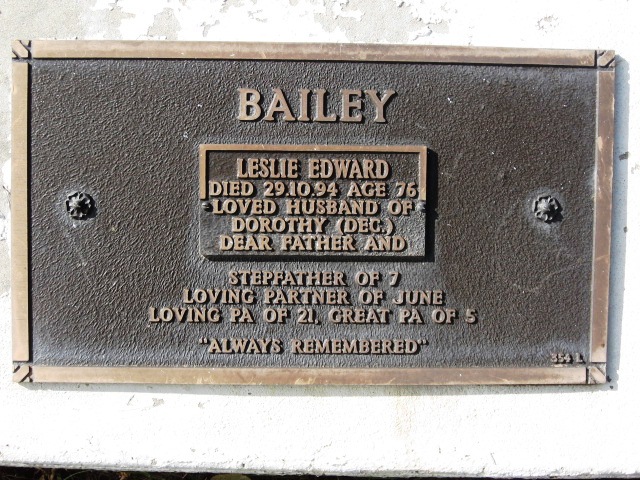 BAILEY
LESLIE EDWARD
DIED 29.10.94 AGE 76
LOVED HUSBAND OF
DOROTHY (DEC.)
DEAR FATHER AND
STEPFATHER OF 7
LOVING PARTNER OF JUNE
LOVING PA OF 21, GREAT PA OF 5
"ALWAYS REMEMBERED"
354 L